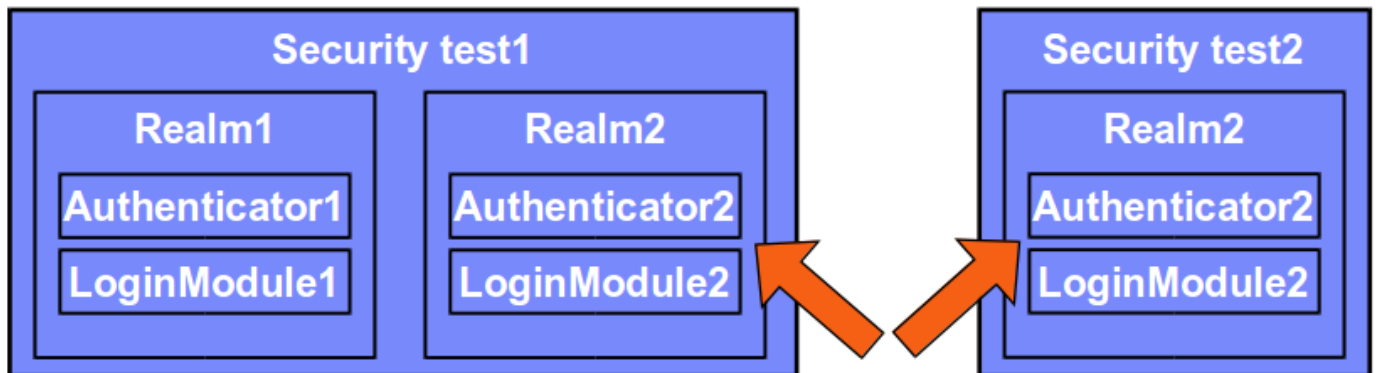 Security test1
Realm1
Authenticator1
LoginModule1
Realm2
Authenticator2
LoginModule2
Security test2
Realm2
Authenticator2
LoginModule2